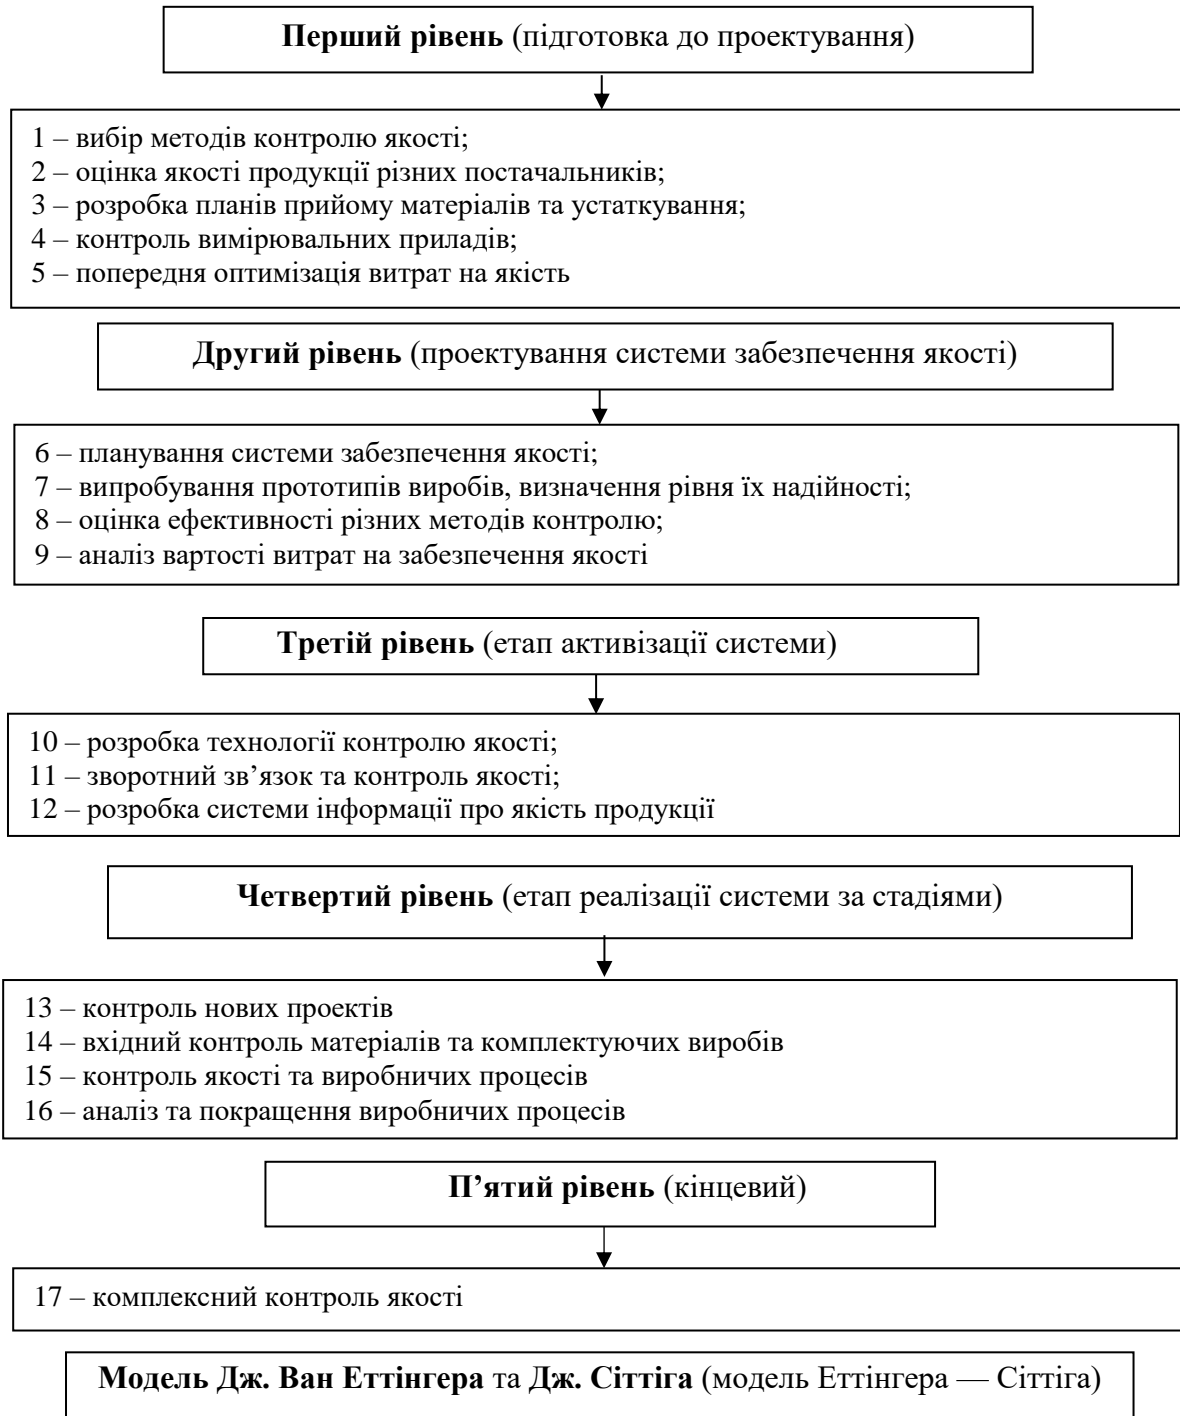 Перший рівень (підготовка до проектування)
1 – вибір методів контролю якості;
2 – оцінка якості продукції різних постачальників;
3 – розробка планів прийому матеріалів та устаткування;
4 – контроль вимірювальних приладів;
5 – попередня оптимізація витрат на якість
Другий рівень (проектування системи забезпечення якості)
6 – планування системи забезпечення якості;
7 – випробування прототипів виробів, визначення рівня їх надійності;
8 – оцінка ефективності різних методів контролю;
9 – аналіз вартості витрат на забезпечення якості
Третій рівень (етап активізації системи)
10 – розробка технології контролю якості;
11 – зворотний зв’язок та контроль якості;
12 – розробка системи інформації про якість продукції
Четвертий рівень (етап реалізації системи за стадіями)
13 – контроль нових проектів
14 – вхідний контроль матеріалів та комплектуючих виробів
15 – контроль якості та виробничих процесів
16 – аналіз та покращення виробничих процесів
П’ятий рівень (кінцевий)
17 – комплексний контроль якості
Модель Дж. Ван Еттінгера та Дж. Сіттіга (модель Еттінгера — Сіттіга)